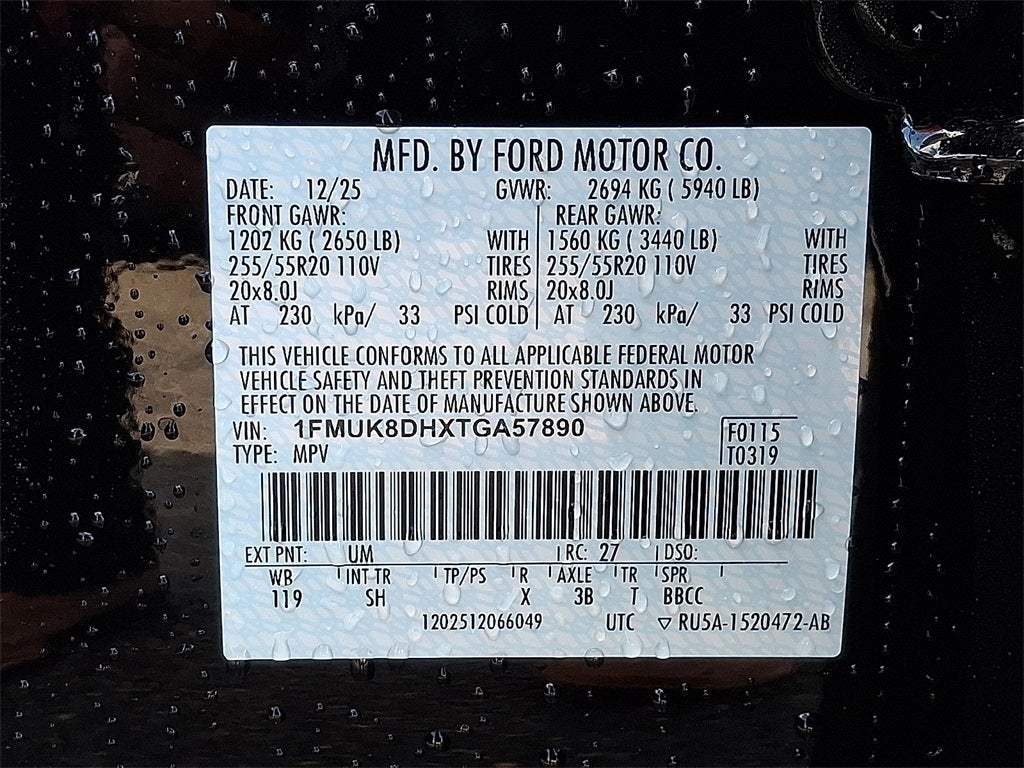 MFD. BY FORD MOTOR CO.
DATE: 12/25 GVWR: 2694 KG ( 5940 LB)
FRONT GAWR: REAR GAWR:
1202 KG ( 2650 LB) WITH 1560 KG ( 3440 LB) WITH
255/55R20 110V TIRES 255/55R20 110V TIRES
20x8.0J RIMS 20x8.0J RIMS
AT 230 kPa/ 33 PSI COLD AT 230 kPa/ 33 PSI COLD
THIS VEHICLE CONFORMS TO ALL APPLICABLE FEDERAL MOTOR
VEHICLE SAFETY AND THEFT PREVENTION STANDARDS IN
EFFECT ON THE DATE OF MANUFACTURE SHOWN ABOVE.
VIN: 1FMUK8DHXTGA57890 F0115
TYPE: MPV T0319
EXT PNT: UM RC: 27 DSO:
WB INT TR TP/PS R AXLE TR SPR
119 SH X 3B T BBCC
1202512066049 UTC ▽ RU5A-1520472-AB